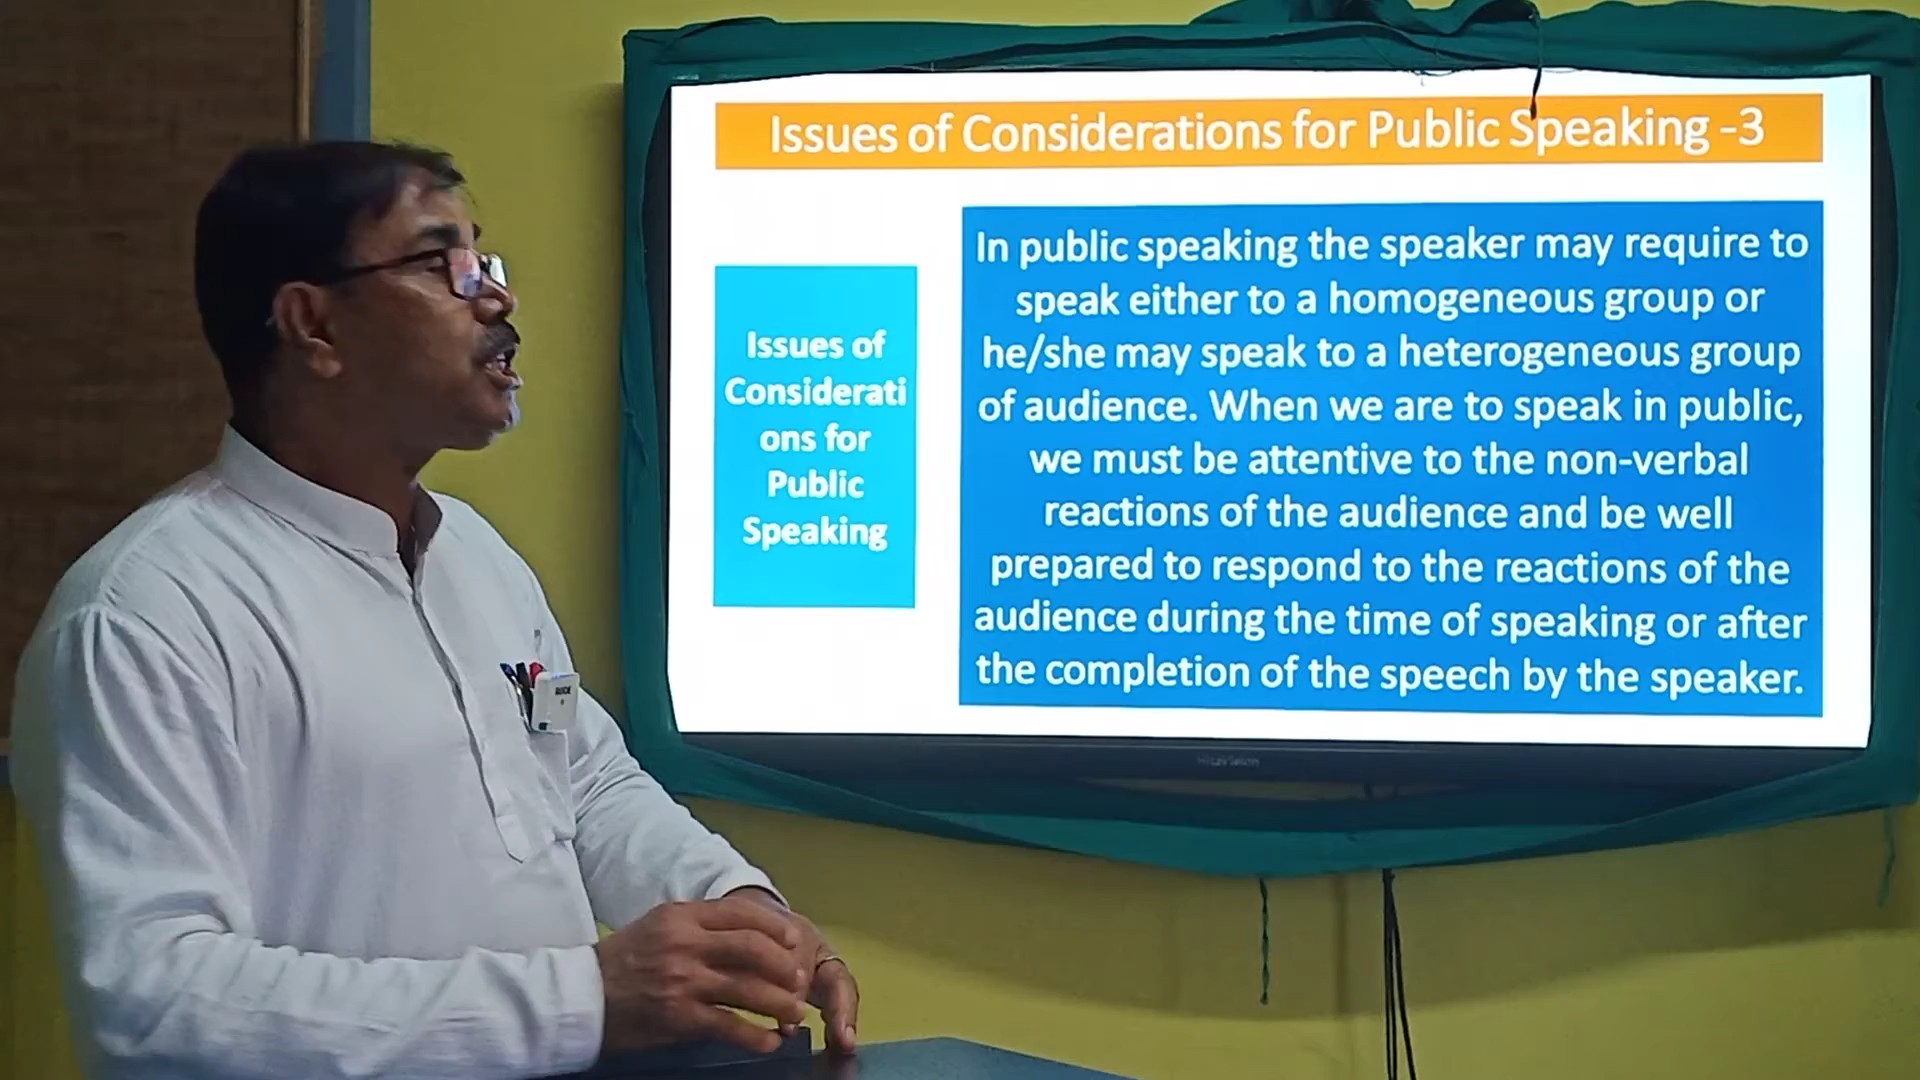 Issues of Considerations for Public Speaking -3
Issues of
Considerati
ons for
Public
Speaking
In public speaking the speaker may require to
speak either to a homogeneous group or
he/she may speak to a heterogeneous group
of audience. When we are to speak in public,
we must be attentive to the non-verbal
reactions of the audience and be well
prepared to respond to the reactions of the
audience during the time of speaking or after
the completion of the speech by the speaker.